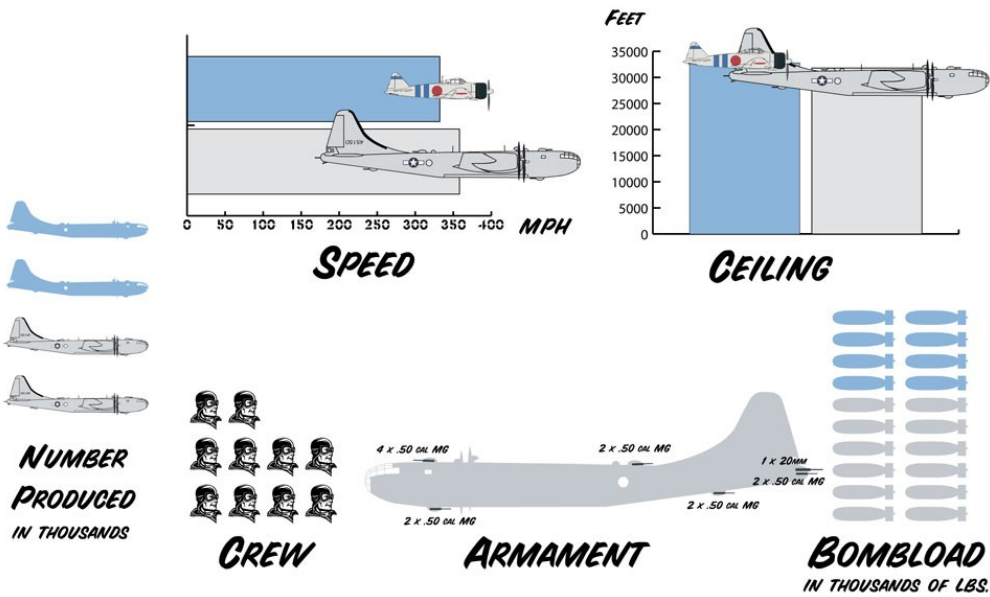 FEET
35000
30000
25000
20000
15000
10000
5000
0
0 50 100 150 200 250 300 350 400 MPH
SPEED
CEILING
NUMBER
PRODUCED
IN THOUSANDS
CREW
4 X .50 CAL MG
2 X .50 CAL MG
2 X .50 CAL MG
1 X 20MM
2 X .50 CAL MG
2 X .50 CAL MG
ARMAMENT
BOMBLOAD
IN THOUSANDS OF LBS.